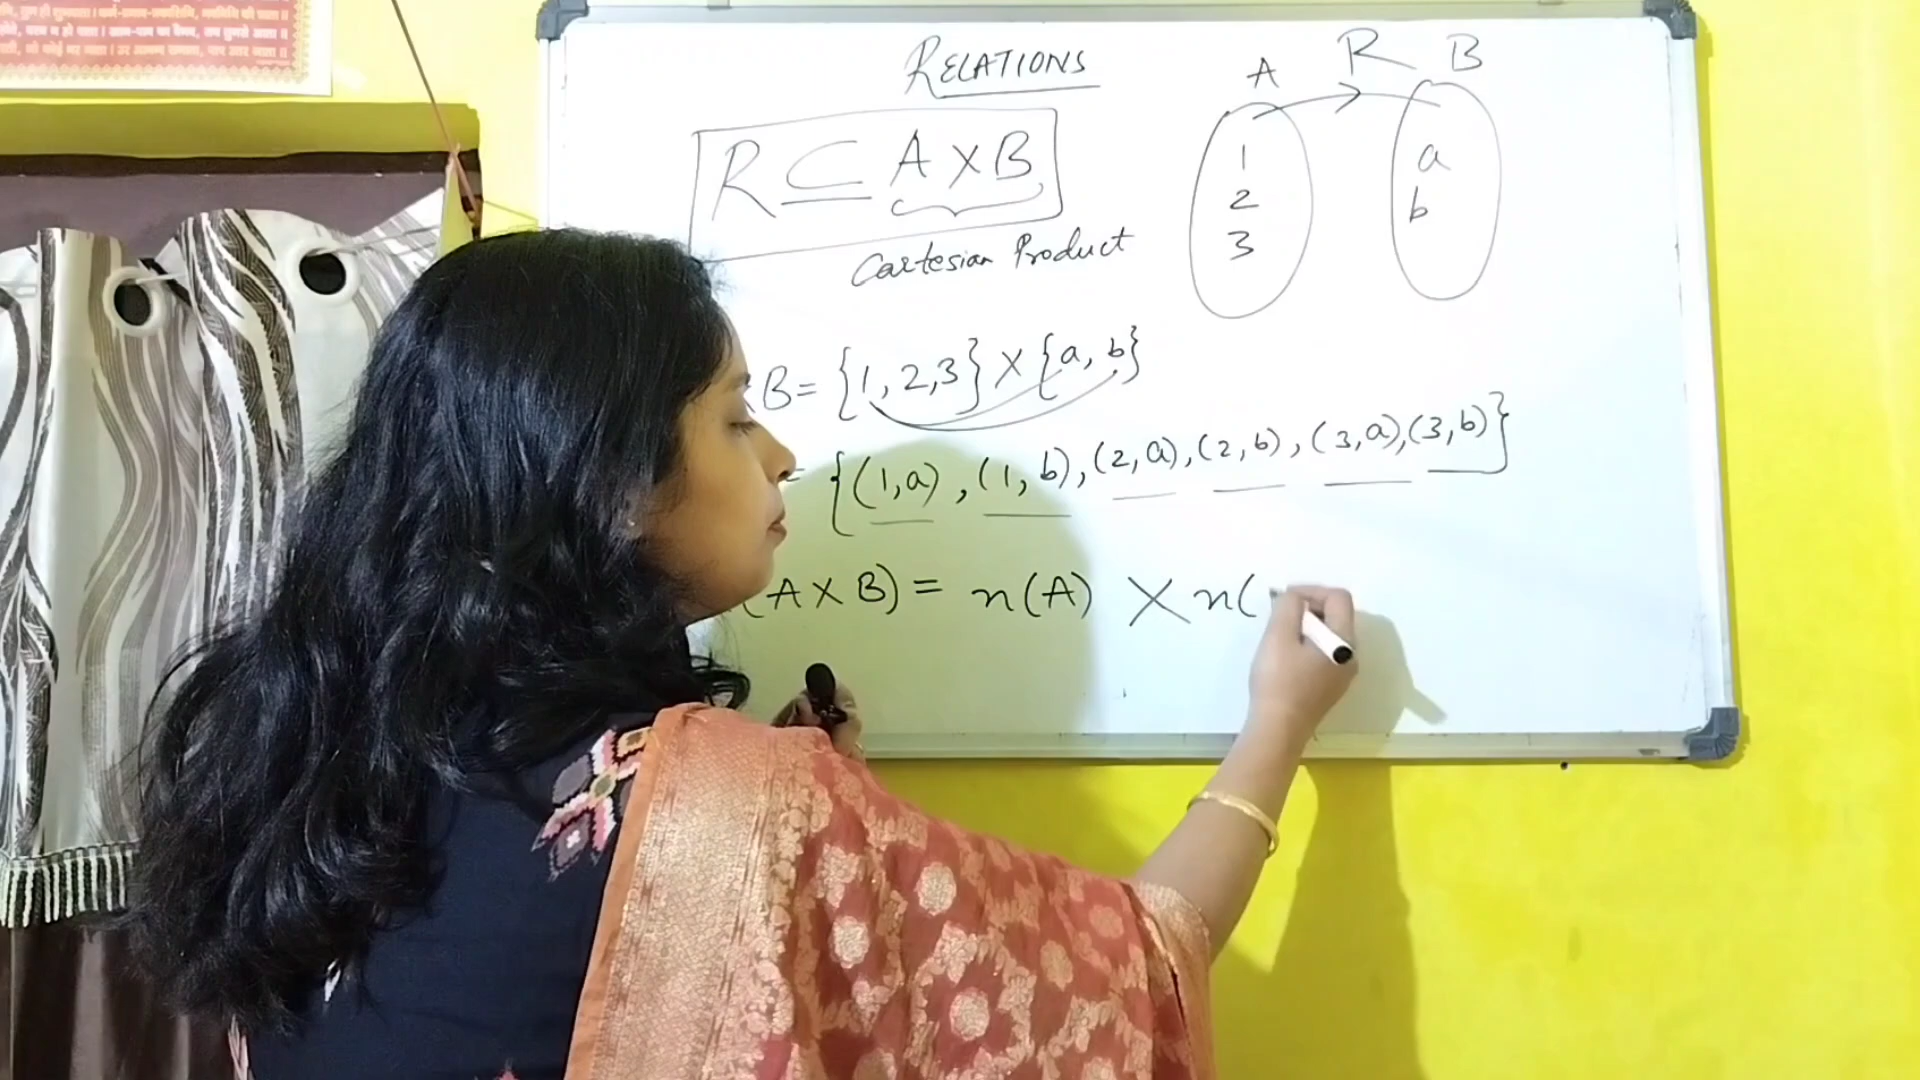 RELATIONS
R ⊆ A X B
Cartesian Product
A R B
1 a
2 b
3
B = {1, 2, 3} X {a, b}
= {(1, a), (1, b), (2, a), (2, b), (3, a), (3, b)}
(A X B) = n(A) X n(